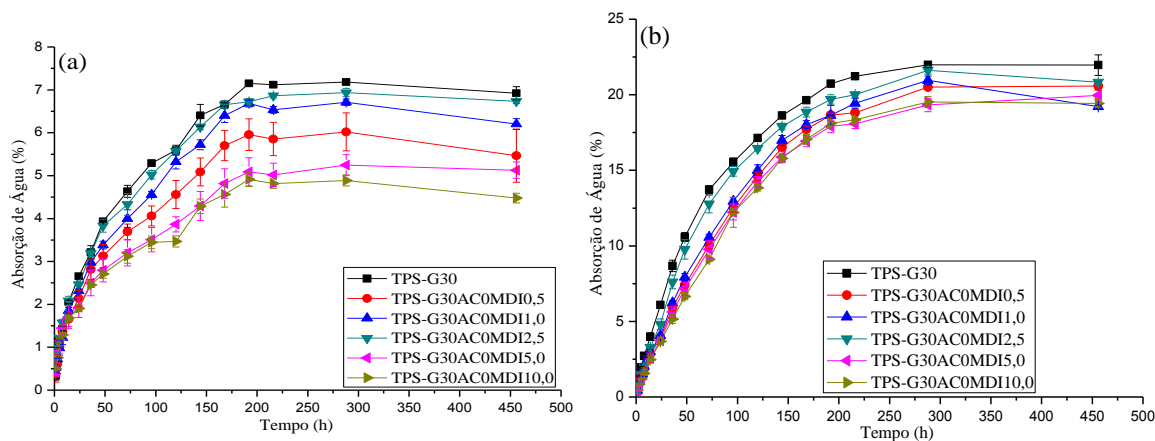 (a)
Absorção de Água (%)
8
7
6
5
4
3
2
1
0
TPS-G30
TPS-G30AC0MDI0,5
TPS-G30AC0MDI1,0
TPS-G30AC0MDI2,5
TPS-G30AC0MDI5,0
TPS-G30AC0MDI10,0
0 50 100 150 200 250 300 350 400 450 500
Tempo (h)
(b)
Absorção de Água (%)
25
20
15
10
5
0
TPS-G30
TPS-G30AC0MDI0,5
TPS-G30AC0MDI1,0
TPS-G30AC0MDI2,5
TPS-G30AC0MDI5,0
TPS-G30AC0MDI10,0
0 50 100 150 200 250 300 350 400 450 500
Tempo (h)